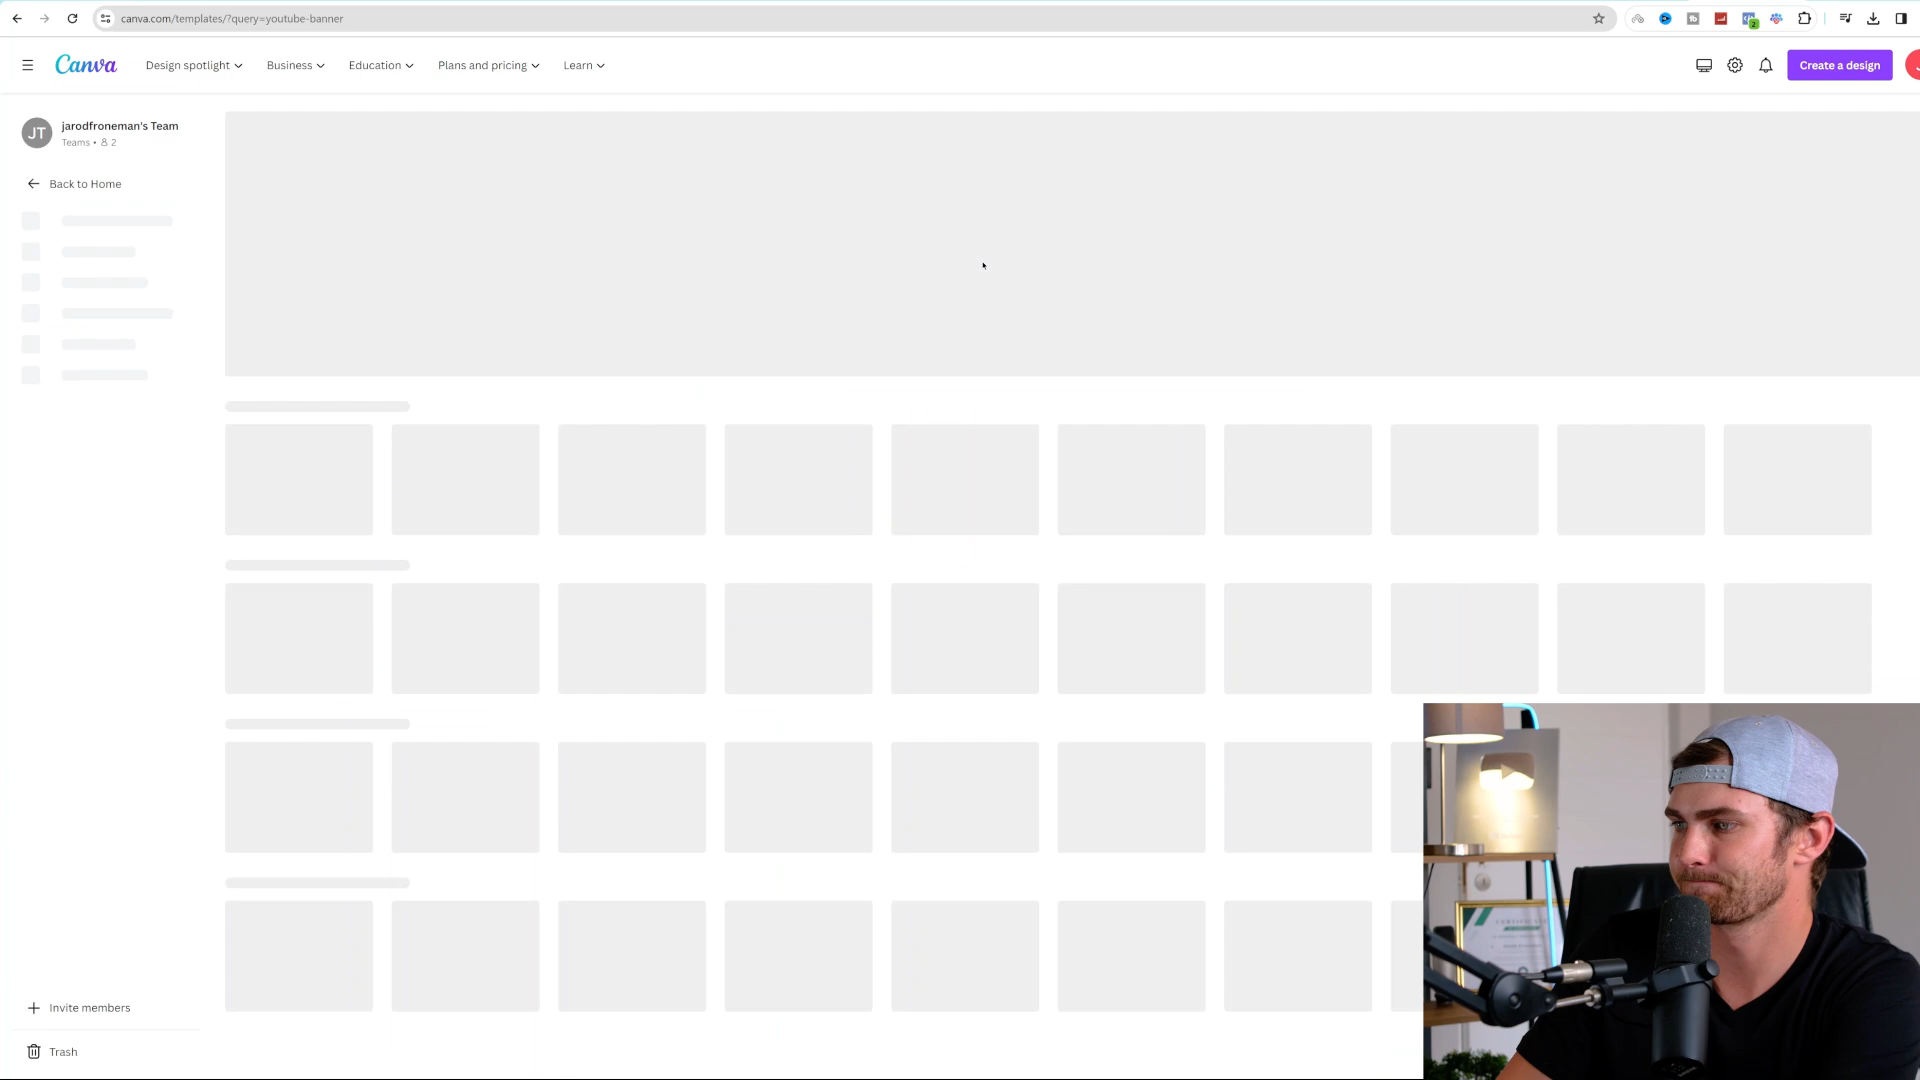 canva.com/templates/?query=youtube-banner
2
Canva
Design spotlight
Business
Education
Plans and pricing
Learn
Create a design
JT
jarodfroneman's Team
Teams • 2
Back to Home
Invite members
Trash